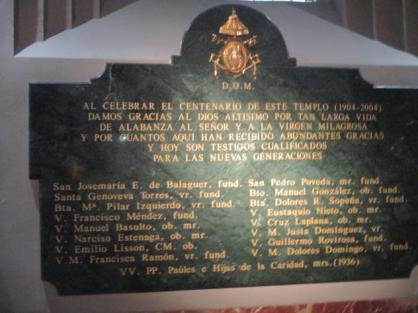 D.O.M.
AL CELEBRAR EL CENTENARIO DE ESTE TEMPLO (1904-2004)
DAMOS GRACIAS AL DIOS ALTISIMO POR TAN LARGA VIDA
DE ALABANZA AL SEÑOR Y A LA VIRGEN MILAGROSA
Y POR CUANTOS AQUI HAN RECIBIDO ABUNDANTES GRACIAS
Y HOY SON TESTIGOS CUALIFICADOS
PARA LAS NUEVAS GENERACIONES
San Josemaría E. de Balaguer, fund.
Santa Genoveva Torres, vr. fund.
Bta. Mª. Pilar Izquierdo, vr. fund.
V. Francisco Méndez, fund.
V. Manuel Basulto, ob. mr.
V. Narciso Estenaga, ob. mr.
V. Emilio Lisson, CM. ob.
V.M. Francisca Ramón, vr. fund.
San Pedro Poveda, mr. fund.
Bto. Manuel González, ob. fund.
Bta. Dolores R. Sopeña, vr. fund.
V. Eustaquio Nieto, ob. mr.
V. Cruz Laplana, ob. mr.
V. M. Justa Domínguez, vr.
V. Guillermo Rovirosa, fund.
V. M. Dolores Domingo, vr. fund.
VV. PP. Paúles e Hijas de la Caridad, mrs. (1936)